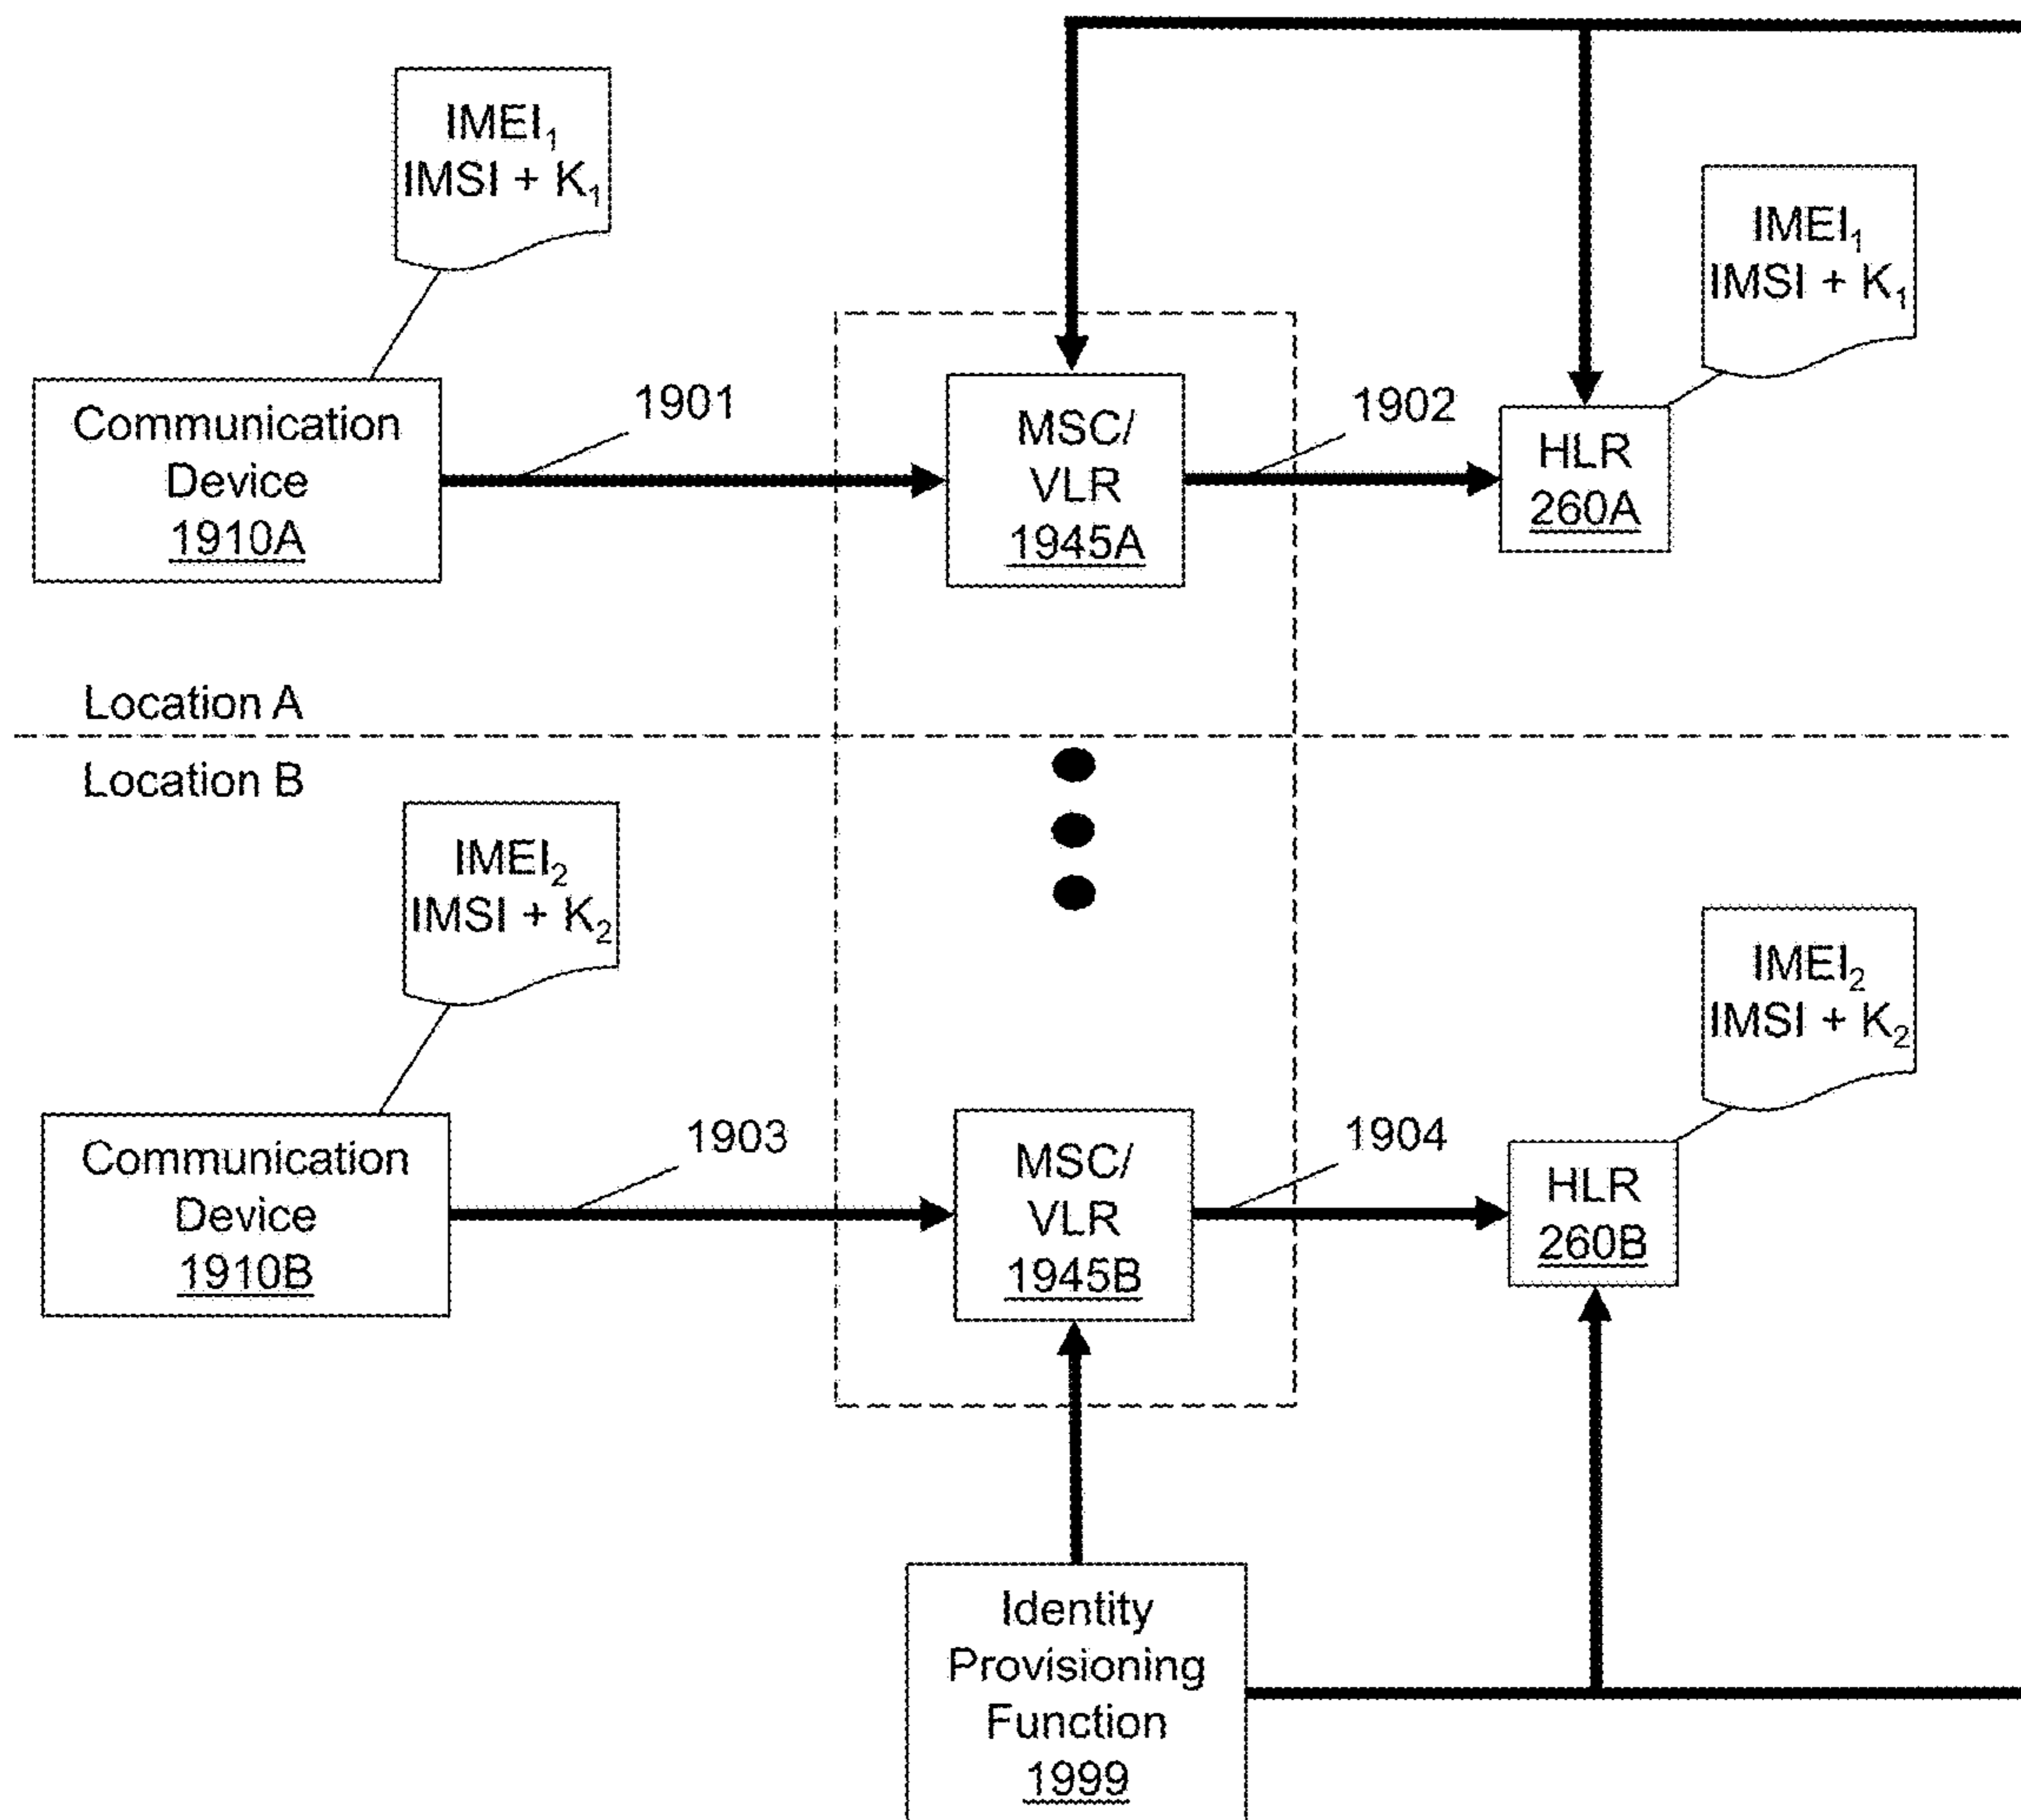 IMEI₁
IMSI + K₁
IMEI₁
IMSI + K₁
Communication
Device
1910A
1901
MSC/
VLR
1945A
1902
HLR
260A
Location A
Location B
IMEI₂
IMSI + K₂
IMEI₂
IMSI + K₂
Communication
Device
1910B
1903
MSC/
VLR
1945B
1904
HLR
260B
Identity
Provisioning
Function
1999